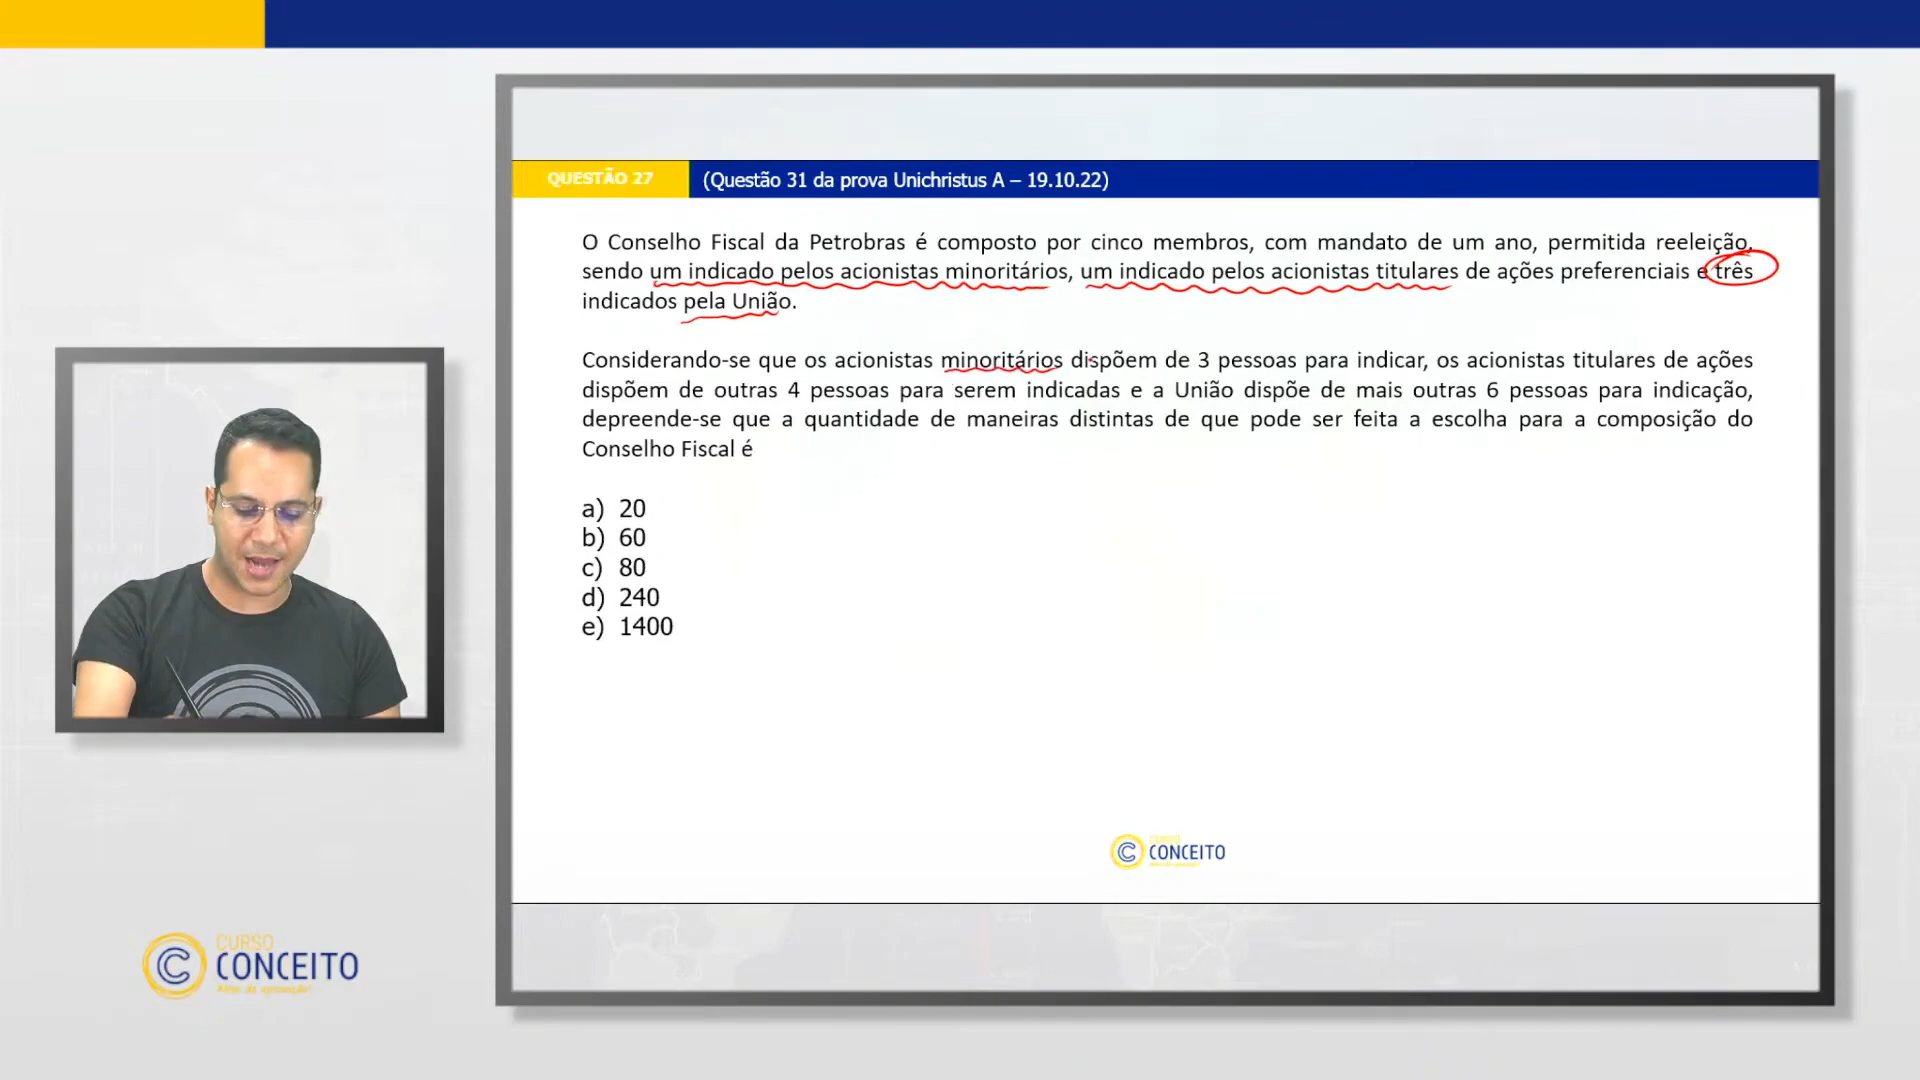 QUESTÃO 27
(Questão 31 da prova Unichristus A – 19.10.22)
O Conselho Fiscal da Petrobras é composto por cinco membros, com mandato de um ano, permitida reeleição,
sendo um indicado pelos acionistas minoritários, um indicado pelos acionistas titulares de ações preferenciais e três
indicados pela União.
Considerando-se que os acionistas minoritários dispõem de 3 pessoas para indicar, os acionistas titulares de ações
dispõem de outras 4 pessoas para serem indicadas e a União dispõe de mais outras 6 pessoas para indicação,
depreende-se que a quantidade de maneiras distintas de que pode ser feita a escolha para a composição do
Conselho Fiscal é
a) 20
b) 60
c) 80
d) 240
e) 1400
CURSO
CONCEITO
CURSO
CONCEITO